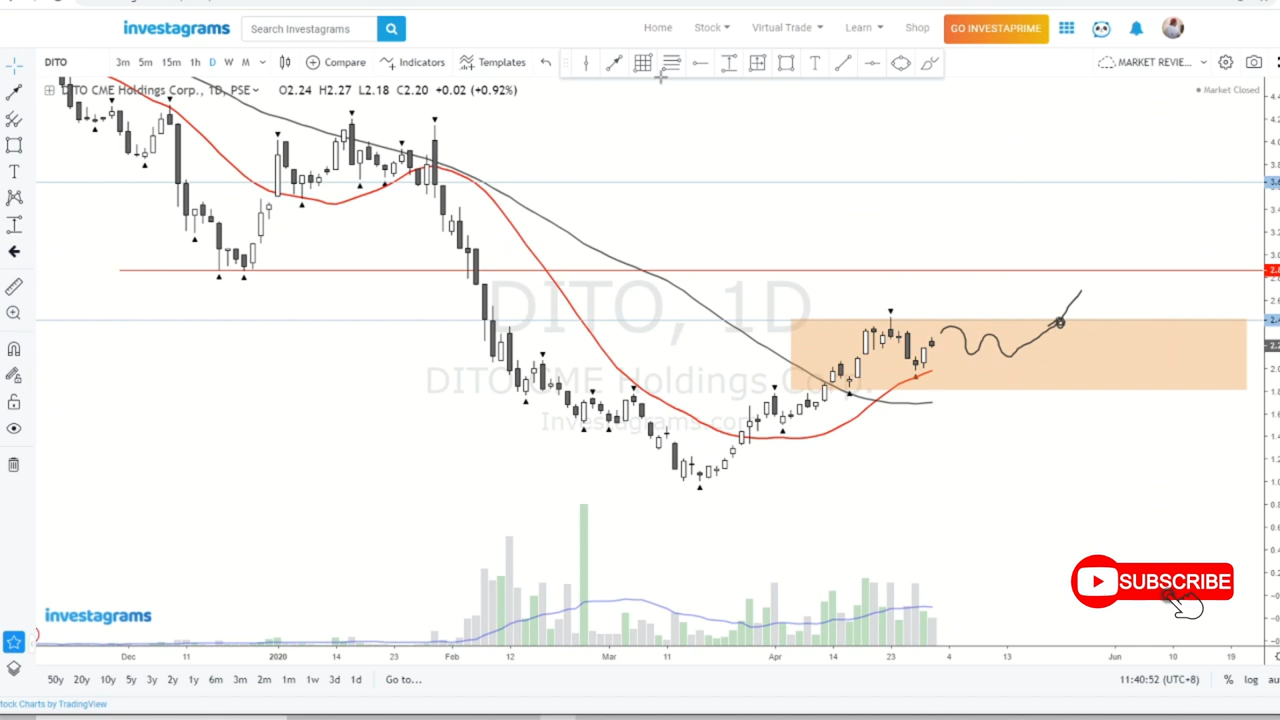 investagrams Search Investagrams Home Stock Virtual Trade Learn Shop GO INVESTAPRIME
DITO 3m 5m 15m 1h D W M Compare Indicators Templates MARKET REVIE...
DITO CME Holdings Corp., 1D, PSE O2.24 H2.27 L2.18 C2.20 +0.02 (+0.92%)
Market Closed
DITO, 1D
DITO CME Holdings Corp.
Investagrams.com
SUBSCRIBE
investagrams
Dec 11 2020 14 23 Feb 12 Mar 11 Apr 13 23 4 13 Jun 10 19
50y 20y 10y 5y 3y 2y 1y 6m 3m 2m 1m 1w 3d 1d Go to... 11:40:52 (UTC+8) % log
tock Charts by TradingView